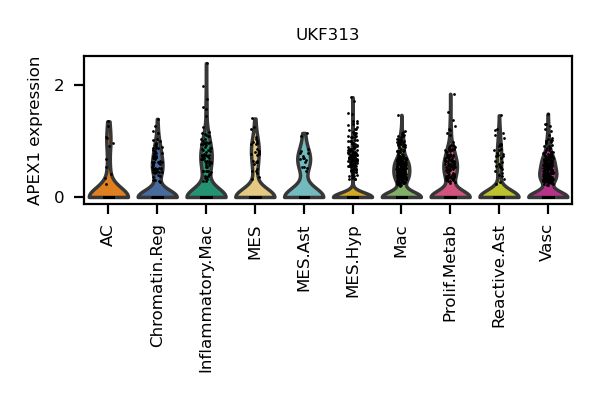 UKF313
APEX1 expression
2
0
AC
Chromatin.Reg
Inflammatory.Mac
MES
MES.Ast
MES.Hyp
Mac
Prolif.Metab
Reactive.Ast
Vasc